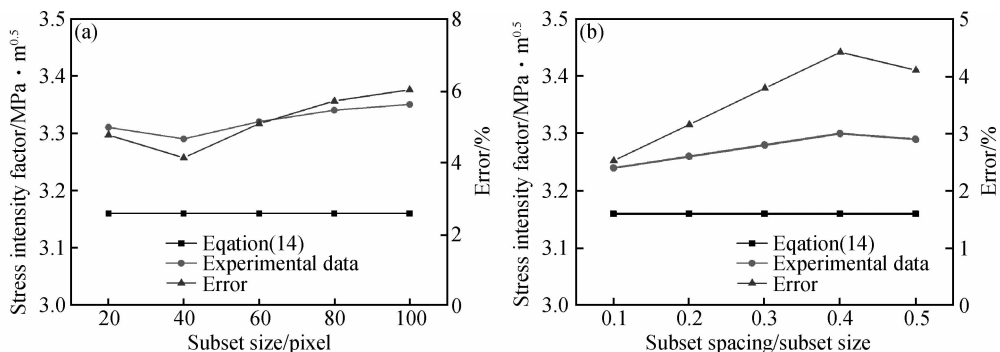 (a)
Stress intensity factor/MPa·m^0.5
3.5
3.4
3.3
3.2
3.1
3.0
8
6
4
2
0
Error/%
Eqation(14)
Experimental data
Error
20 40 60 80 100
Subset size/pixel
(b)
Stress intensity factor/MPa·m^0.5
3.5
3.4
3.3
3.2
3.1
3.0
5
4
3
2
1
0
Error/%
Eqation(14)
Experimental data
Error
0.1 0.2 0.3 0.4 0.5
Subset spacing/subset size